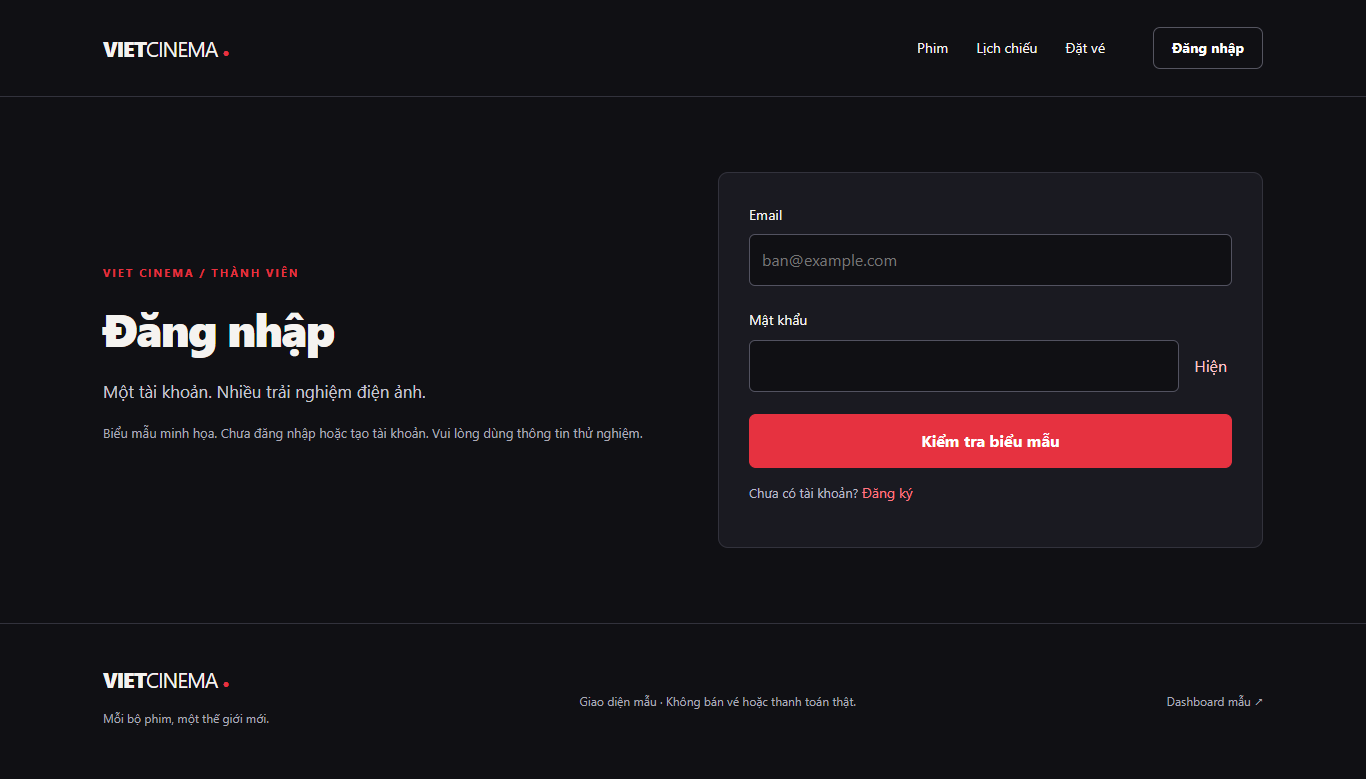 VIETCINEMA.
Phim Lịch chiếu Đặt vé Đăng nhập
VIET CINEMA / THÀNH VIÊN
Đăng nhập
Một tài khoản. Nhiều trải nghiệm điện ảnh.
Biểu mẫu minh họa. Chưa đăng nhập hoặc tạo tài khoản. Vui lòng dùng thông tin thử nghiệm.
Email
ban@example.com
Mật khẩu
Hiện
Kiểm tra biểu mẫu
Chưa có tài khoản? Đăng ký
VIETCINEMA.
Mỗi bộ phim, một thế giới mới.
Giao diện mẫu · Không bán vé hoặc thanh toán thật.
Dashboard mẫu ↗